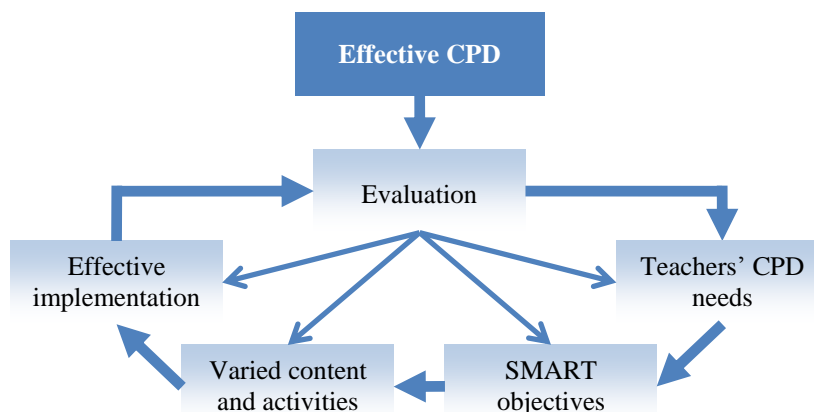 Effective CPD
Evaluation
Effective
implementation
Teachers’ CPD
needs
Varied content
and activities
SMART
objectives